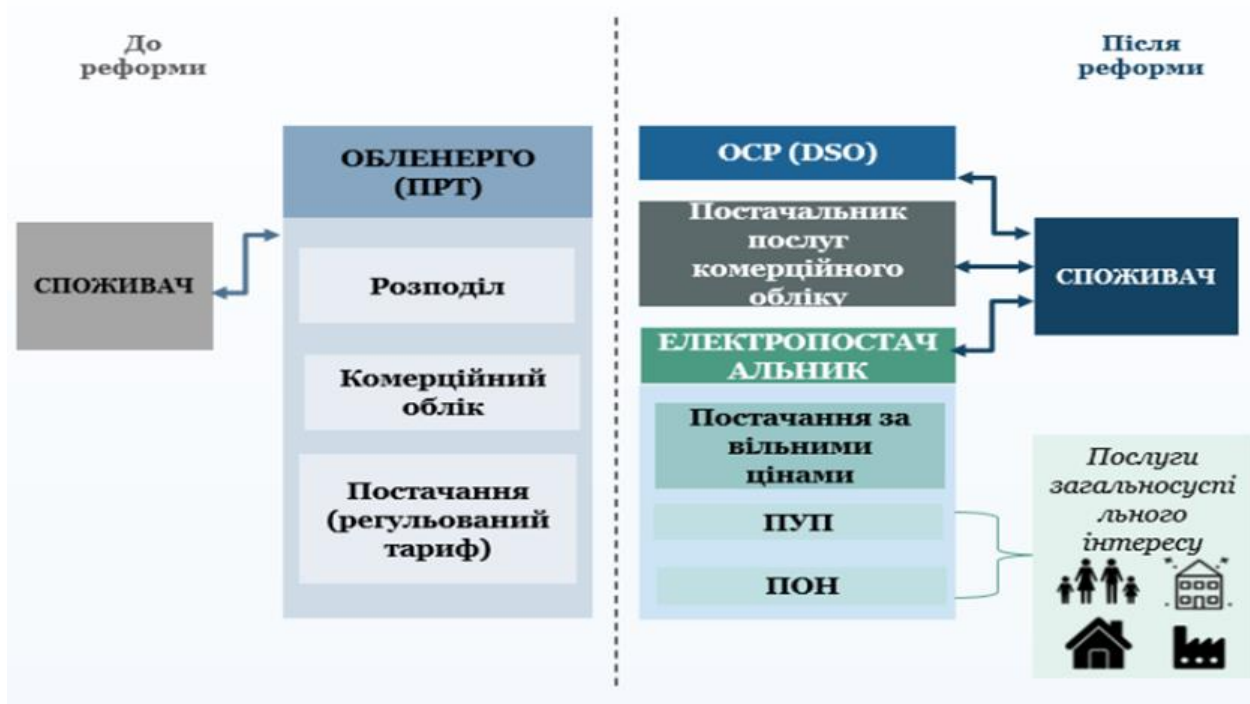 До
реформи
ОБЛЕНЕРГО
(ПРТ)
СПОЖИВАЧ
Розподіл
Комерційний
облік
Постачання
(регульований
тариф)
Після
реформи
ОСР (DSO)
Постачальник
послуг
комерційного
обліку
СПОЖИВАЧ
ЕЛЕКТРОПОСТАЧ
АЛЬНИК
Постачання за
вільними
цінами
ПУП
ПОН
Послуги
загальносуспі
льного
інтересу